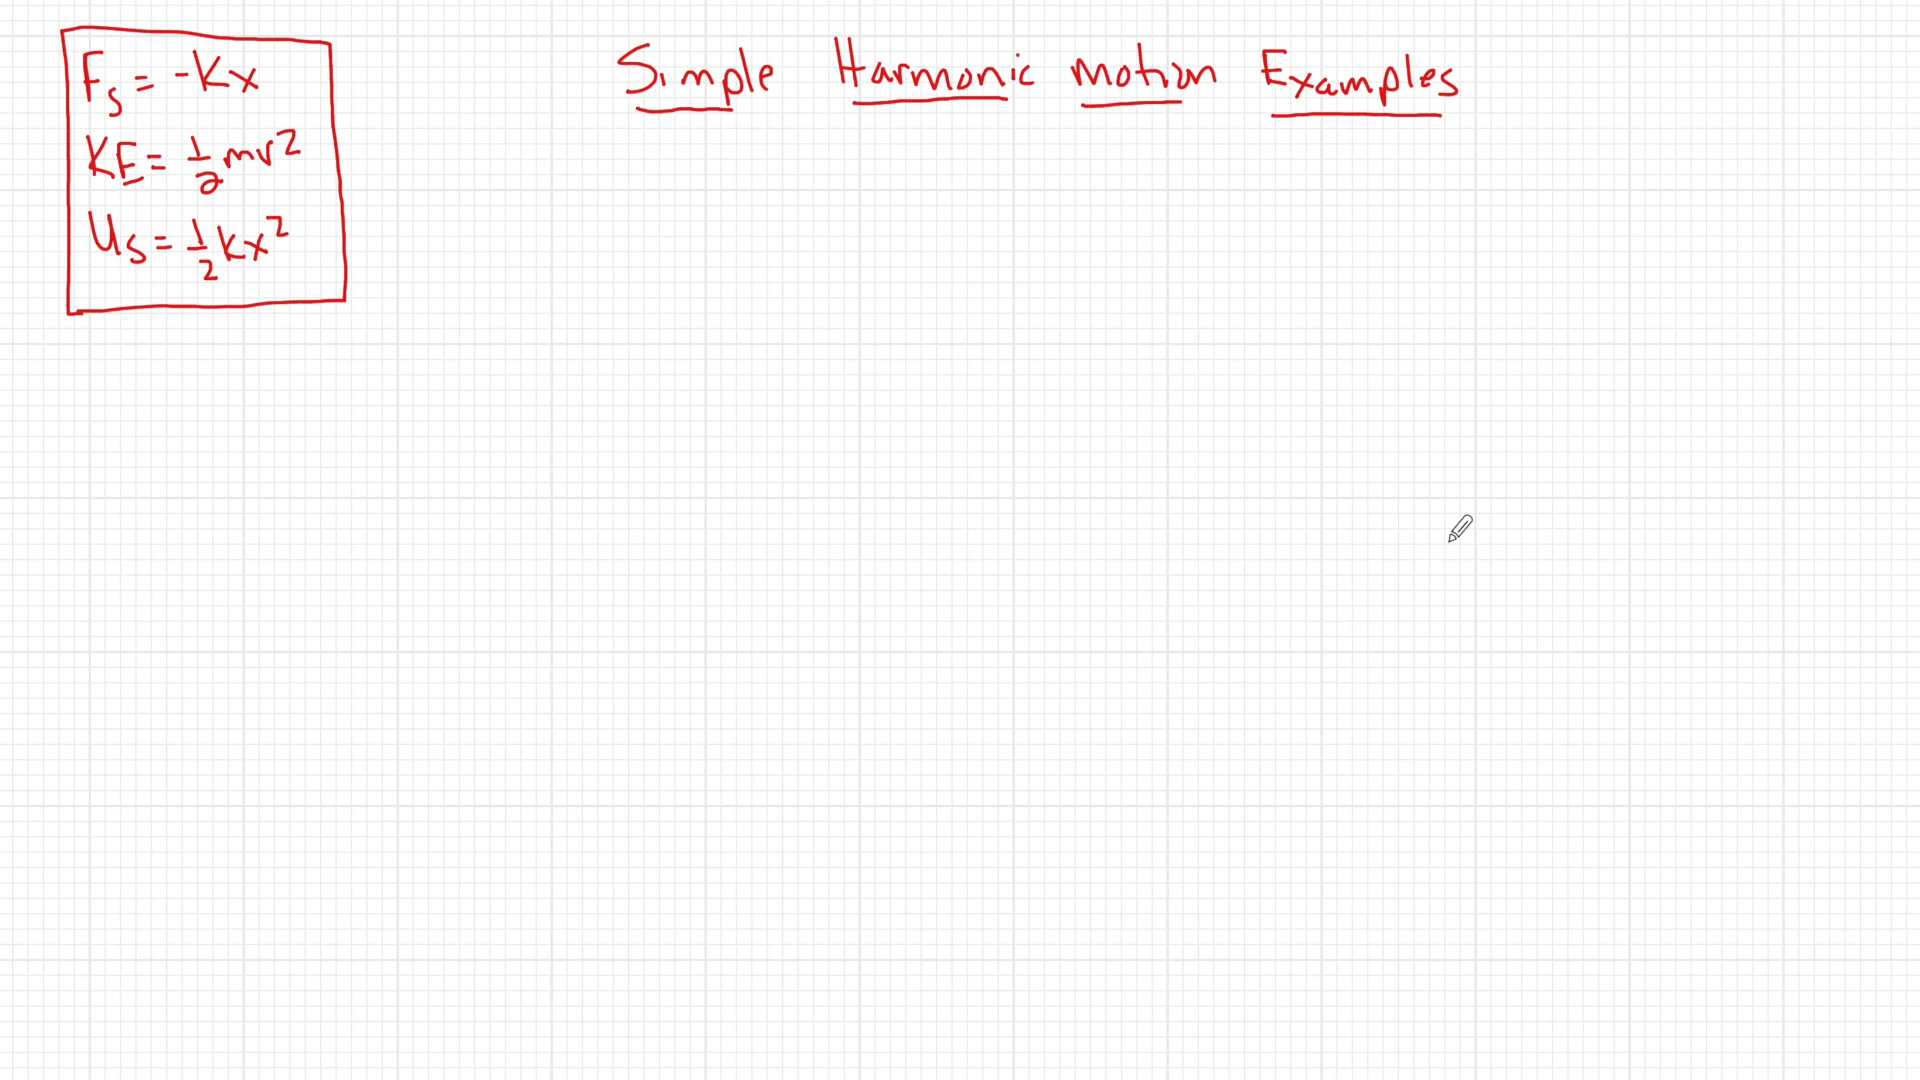 Simple Harmonic Motion Examples
Fs = -Kx
KE = 1/2 mv²
Us = 1/2 kx²